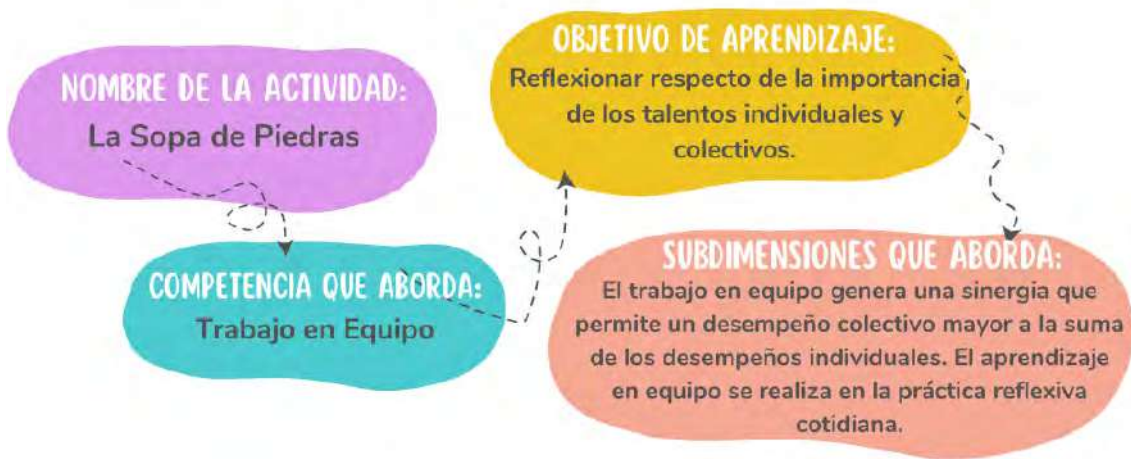 NOMBRE DE LA ACTIVIDAD:
La Sopa de Piedras
COMPETENCIA QUE ABORDA:
Trabajo en Equipo
OBJETIVO DE APRENDIZAJE:
Reflexionar respecto de la importancia
de los talentos individuales y
colectivos.
SUBDIMENSIONES QUE ABORDA:
El trabajo en equipo genera una sinergia que
permite un desempeño colectivo mayor a la suma
de los desempeños individuales. El aprendizaje
en equipo se realiza en la práctica reflexiva
cotidiana.